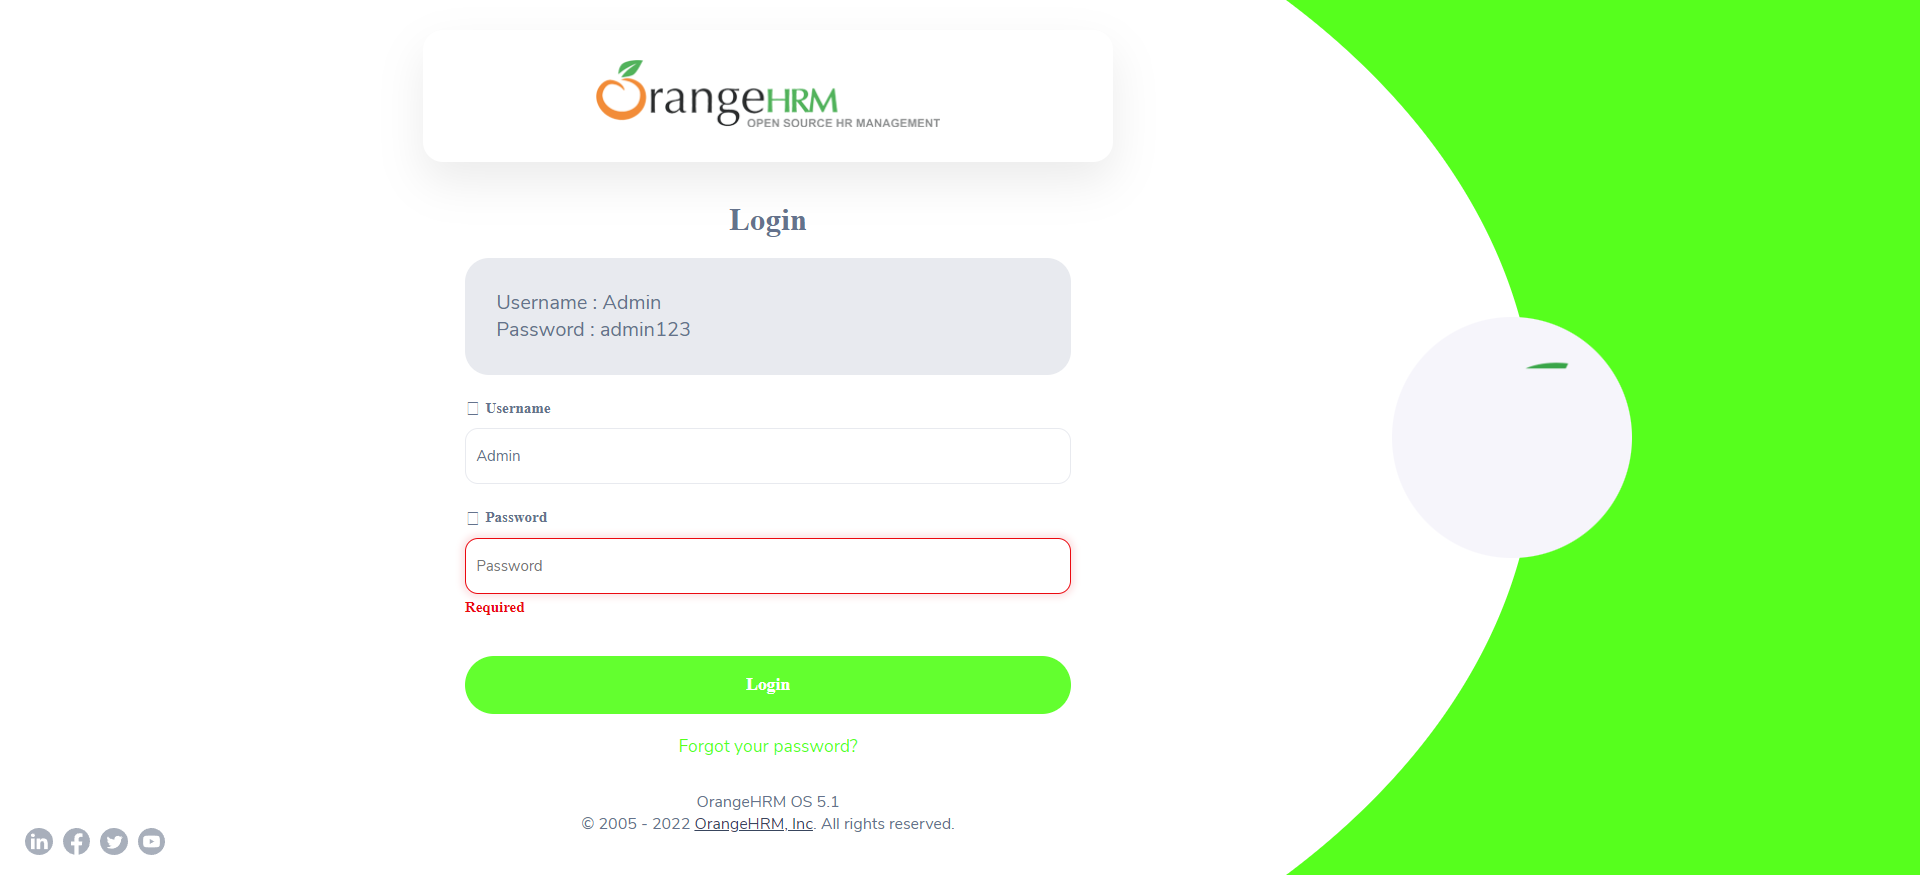 OrangeHRM
OPEN SOURCE HR MANAGEMENT
Login
Username : Admin
Password : admin123
Username
Admin
Password
Password
Required
Login
Forgot your password?
OrangeHRM OS 5.1
© 2005 - 2022 OrangeHRM, Inc. All rights reserved.